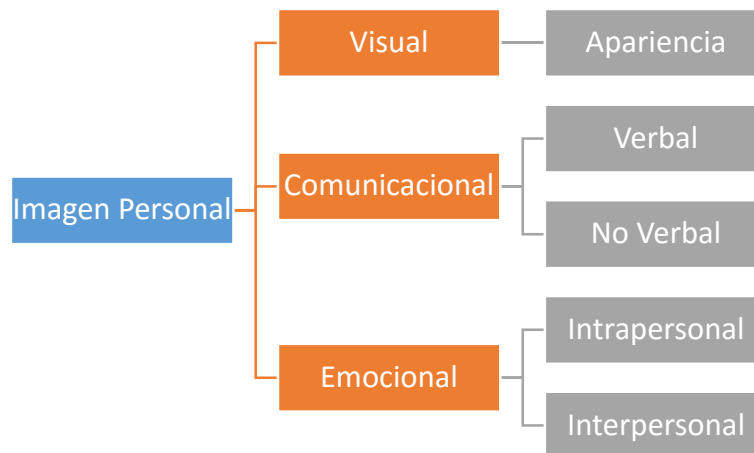 Imagen Personal
Visual
Apariencia
Comunicacional
Verbal
No Verbal
Emocional
Intrapersonal
Interpersonal